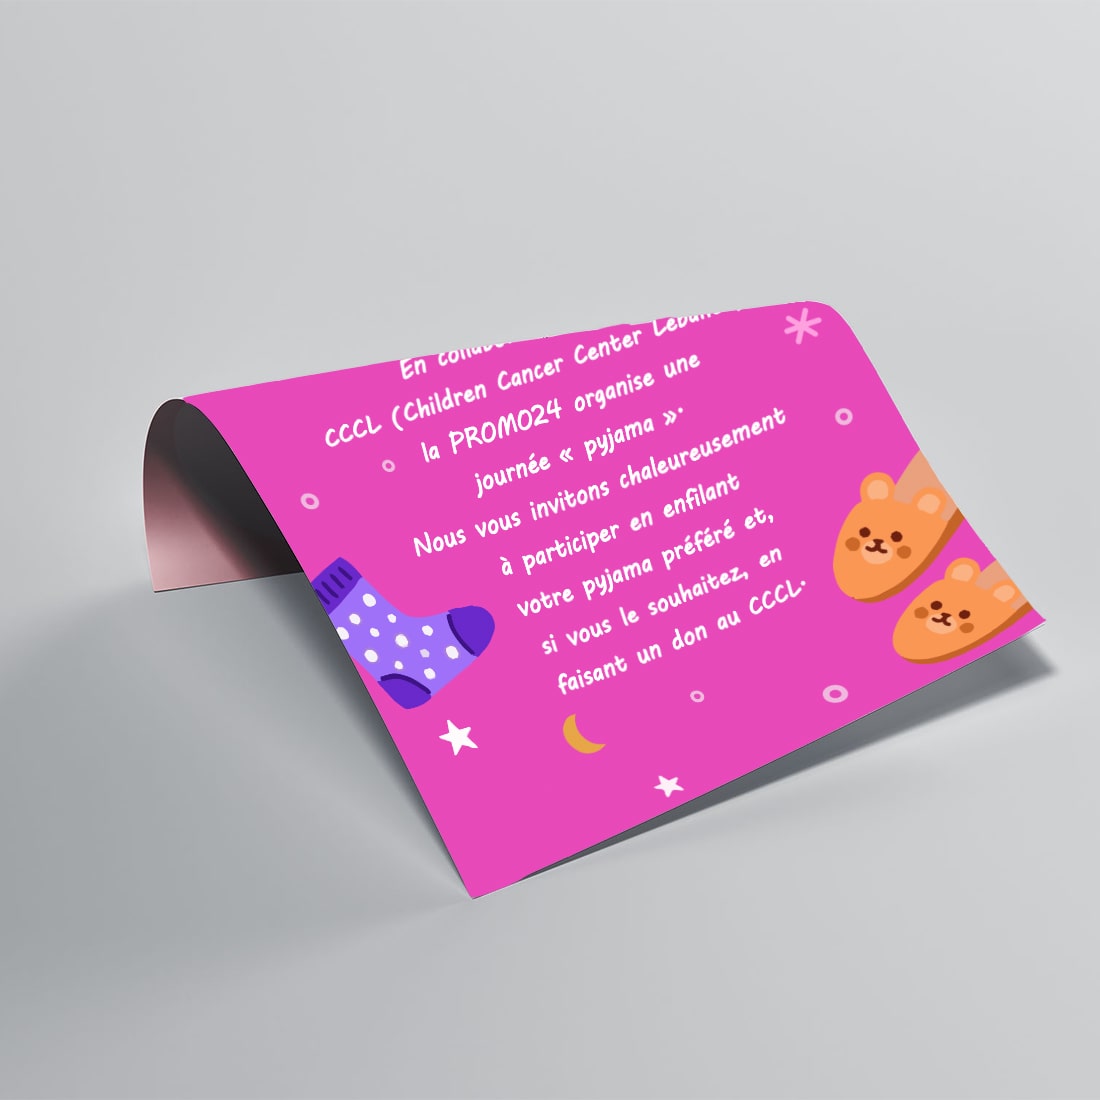 En
CCCL (Children Cancer Center
la PROMO24 organise une
journée « pyjama ».
Nous vous invitons chaleureusement
à participer en enfilant
votre pyjama préféré et,
si vous le souhaitez, en
faisant un don au CCCL.